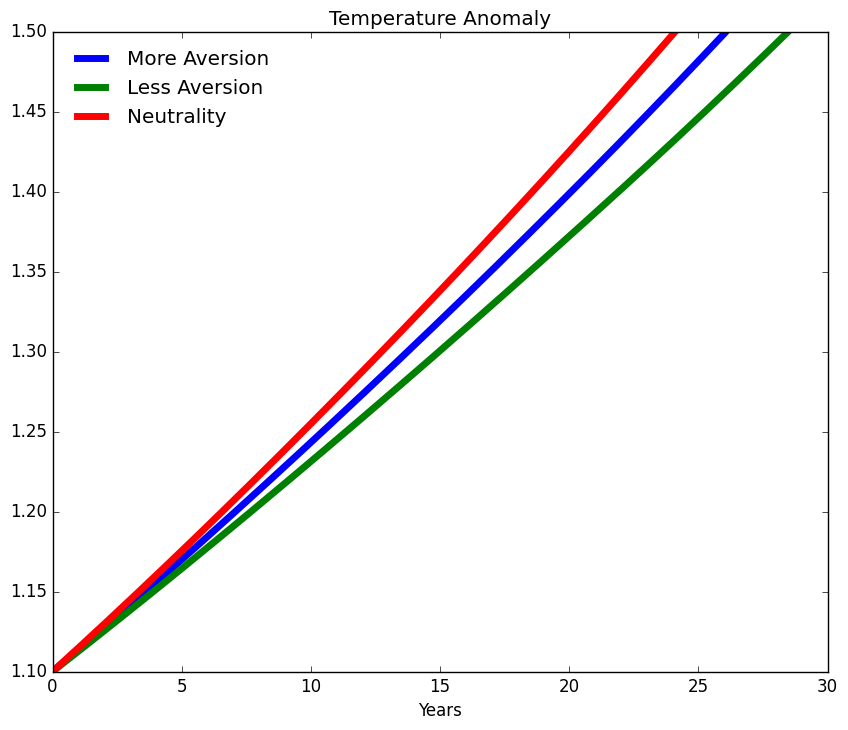 Temperature Anomaly
1.50
1.45
1.40
1.35
1.30
1.25
1.20
1.15
1.10
More Aversion
Less Aversion
Neutrality
0 5 10 15 20 25 30
Years